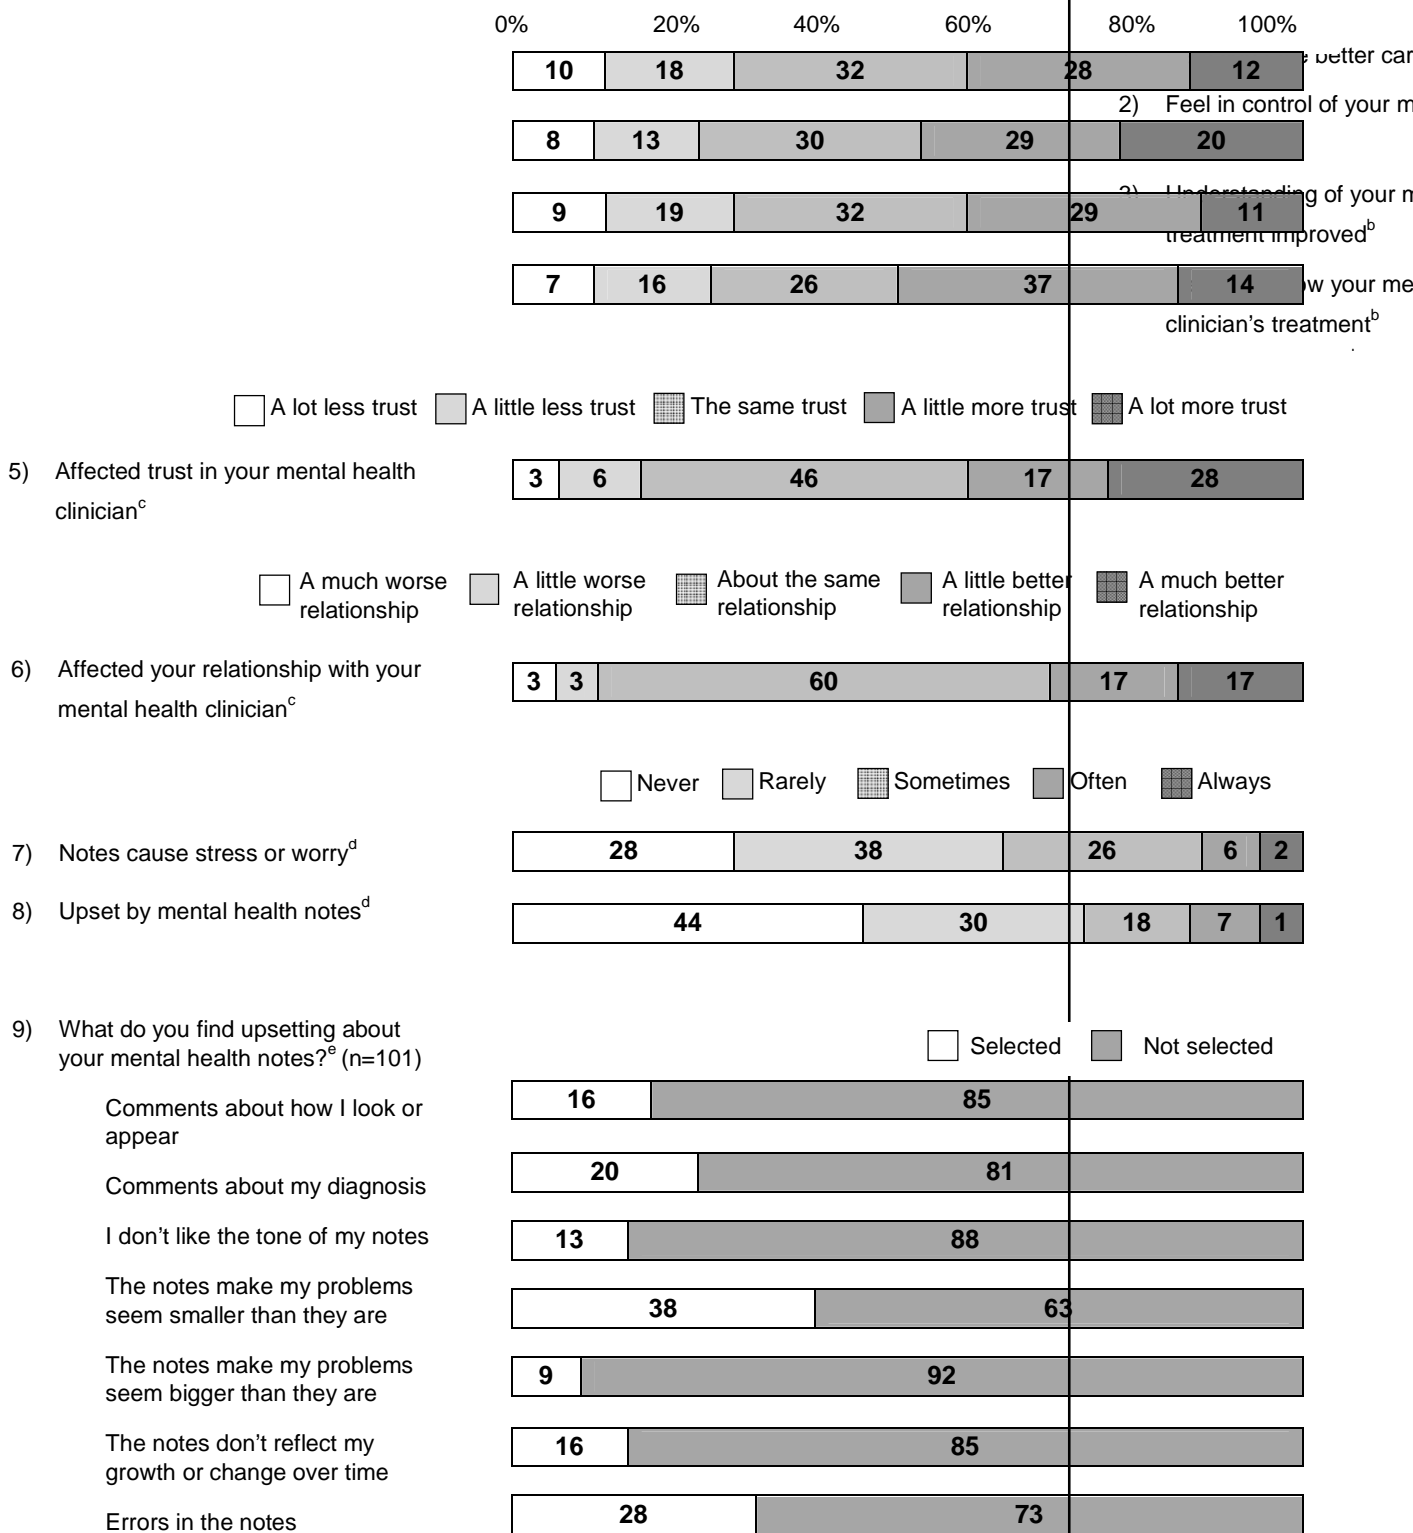 0% 20% 40% 60% 80% 100%
better car
10 18 32 28 12
2) Feel in control of your m
8 13 30 29 20
3) Understanding of your m
9 19 32 29 11
treatment improved^b
7 16 26 37 14
your me
clinician’s treatment^b
A lot less trust A little less trust The same trust A little more trust A lot more trust
5) Affected trust in your mental health
clinician^c
3 6 46 17 28
A much worse relationship A little worse relationship About the same relationship A little better relationship A much better relationship
6) Affected your relationship with your
mental health clinician^c
3 3 60 17 17
Never Rarely Sometimes Often Always
7) Notes cause stress or worry^d
28 38 26 6 2
8) Upset by mental health notes^d
44 30 18 7 1
9) What do you find upsetting about
your mental health notes?^e (n=101)
Selected Not selected
Comments about how I look or
appear
16 85
Comments about my diagnosis
20 81
I don’t like the tone of my notes
13 88
The notes make my problems
seem smaller than they are
38 63
The notes make my problems
seem bigger than they are
9 92
The notes don’t reflect my
growth or change over time
16 85
Errors in the notes
28 73